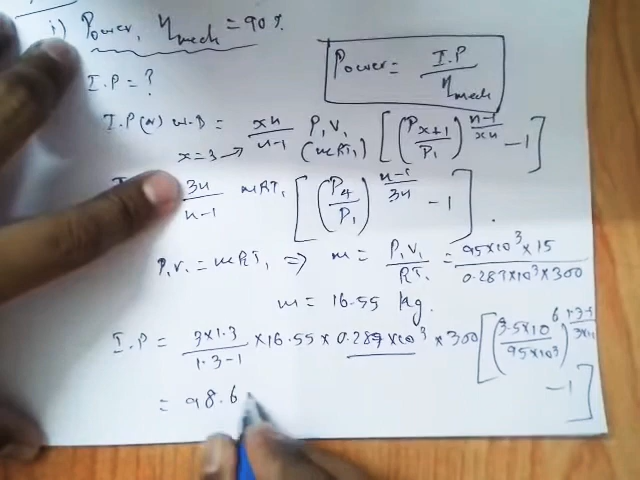 i) Power, ηmech = 90%
Power = I.P / ηmech
I.P = ?
I.P (or) W.D = xn/n-1 P₁V₁ [(Px+1/P₁)^(n-1/xn) - 1]
x=3 → (mRT₁)
3n/n-1 mRT₁ [(P₄/P₁)^(n-1/3n) - 1].
P₁V₁ = mRT₁ ⇒ m = P₁V₁/RT₁ = 95×10³×15/0.287×10³×300
m = 16.55 kg.
I.P = 3×1.3/1.3-1 ×16.55×0.287×10³ ×300 [(3.5×10⁶/95×10³)^(1.3-1/3×1.3) - 1]
= 98.6